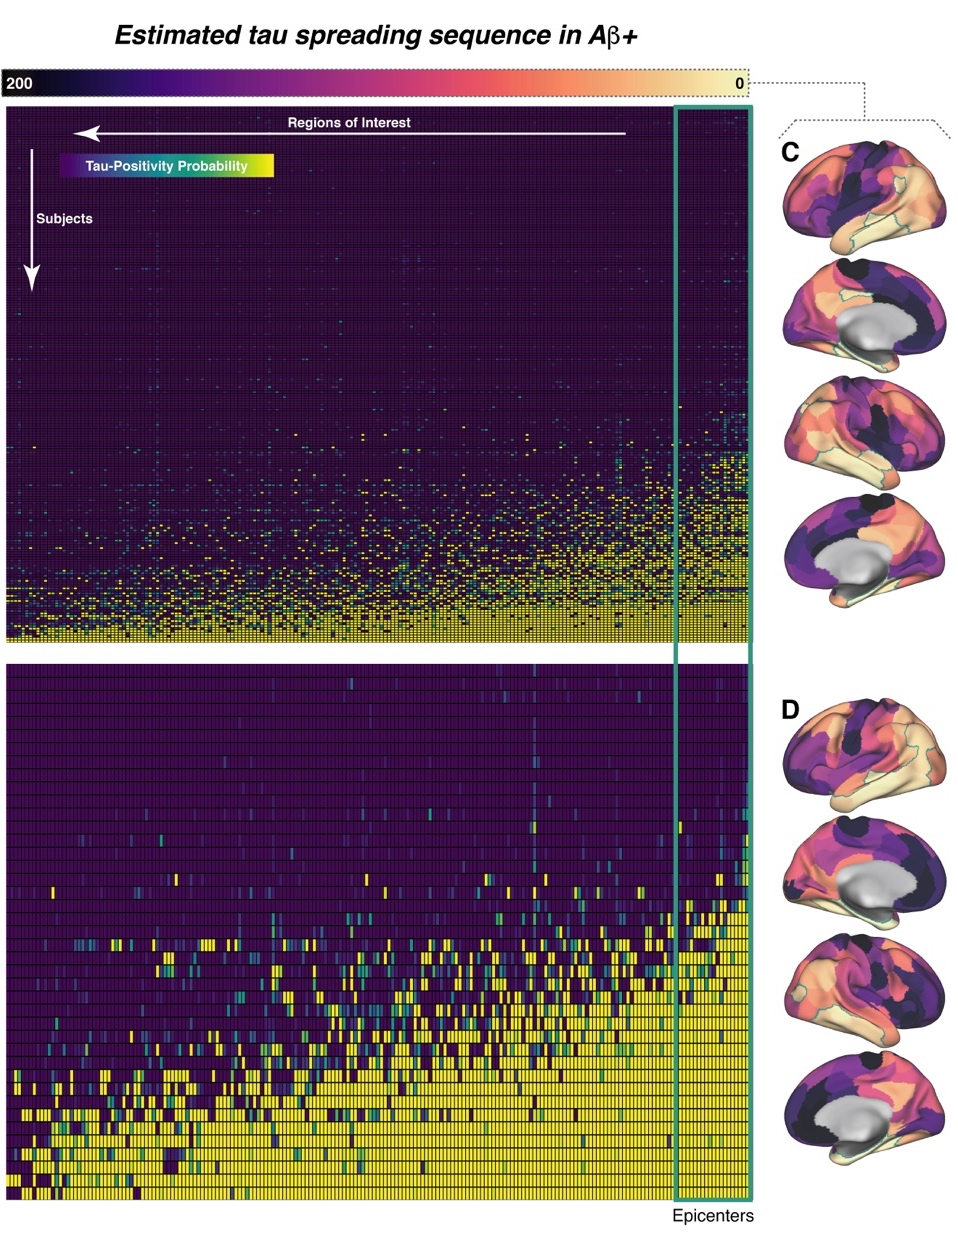 Estimated tau spreading sequence in Aβ+
200
0
Regions of Interest
Tau-Positivity Probability
Subjects
C
D
Epicenters